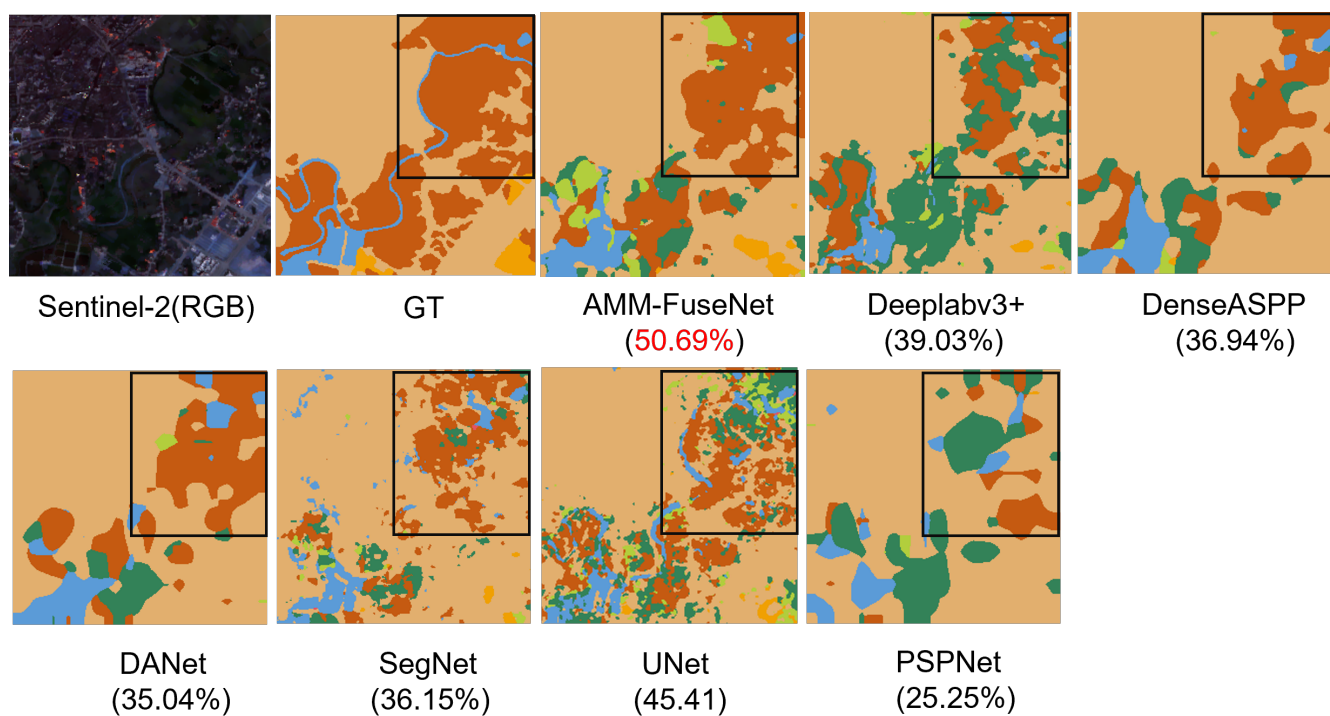 Sentinel-2(RGB)
GT
AMM-FuseNet
(50.69%)
Deeplabv3+
(39.03%)
DenseASPP
(36.94%)
DANet
(35.04%)
SegNet
(36.15%)
UNet
(45.41)
PSPNet
(25.25%)